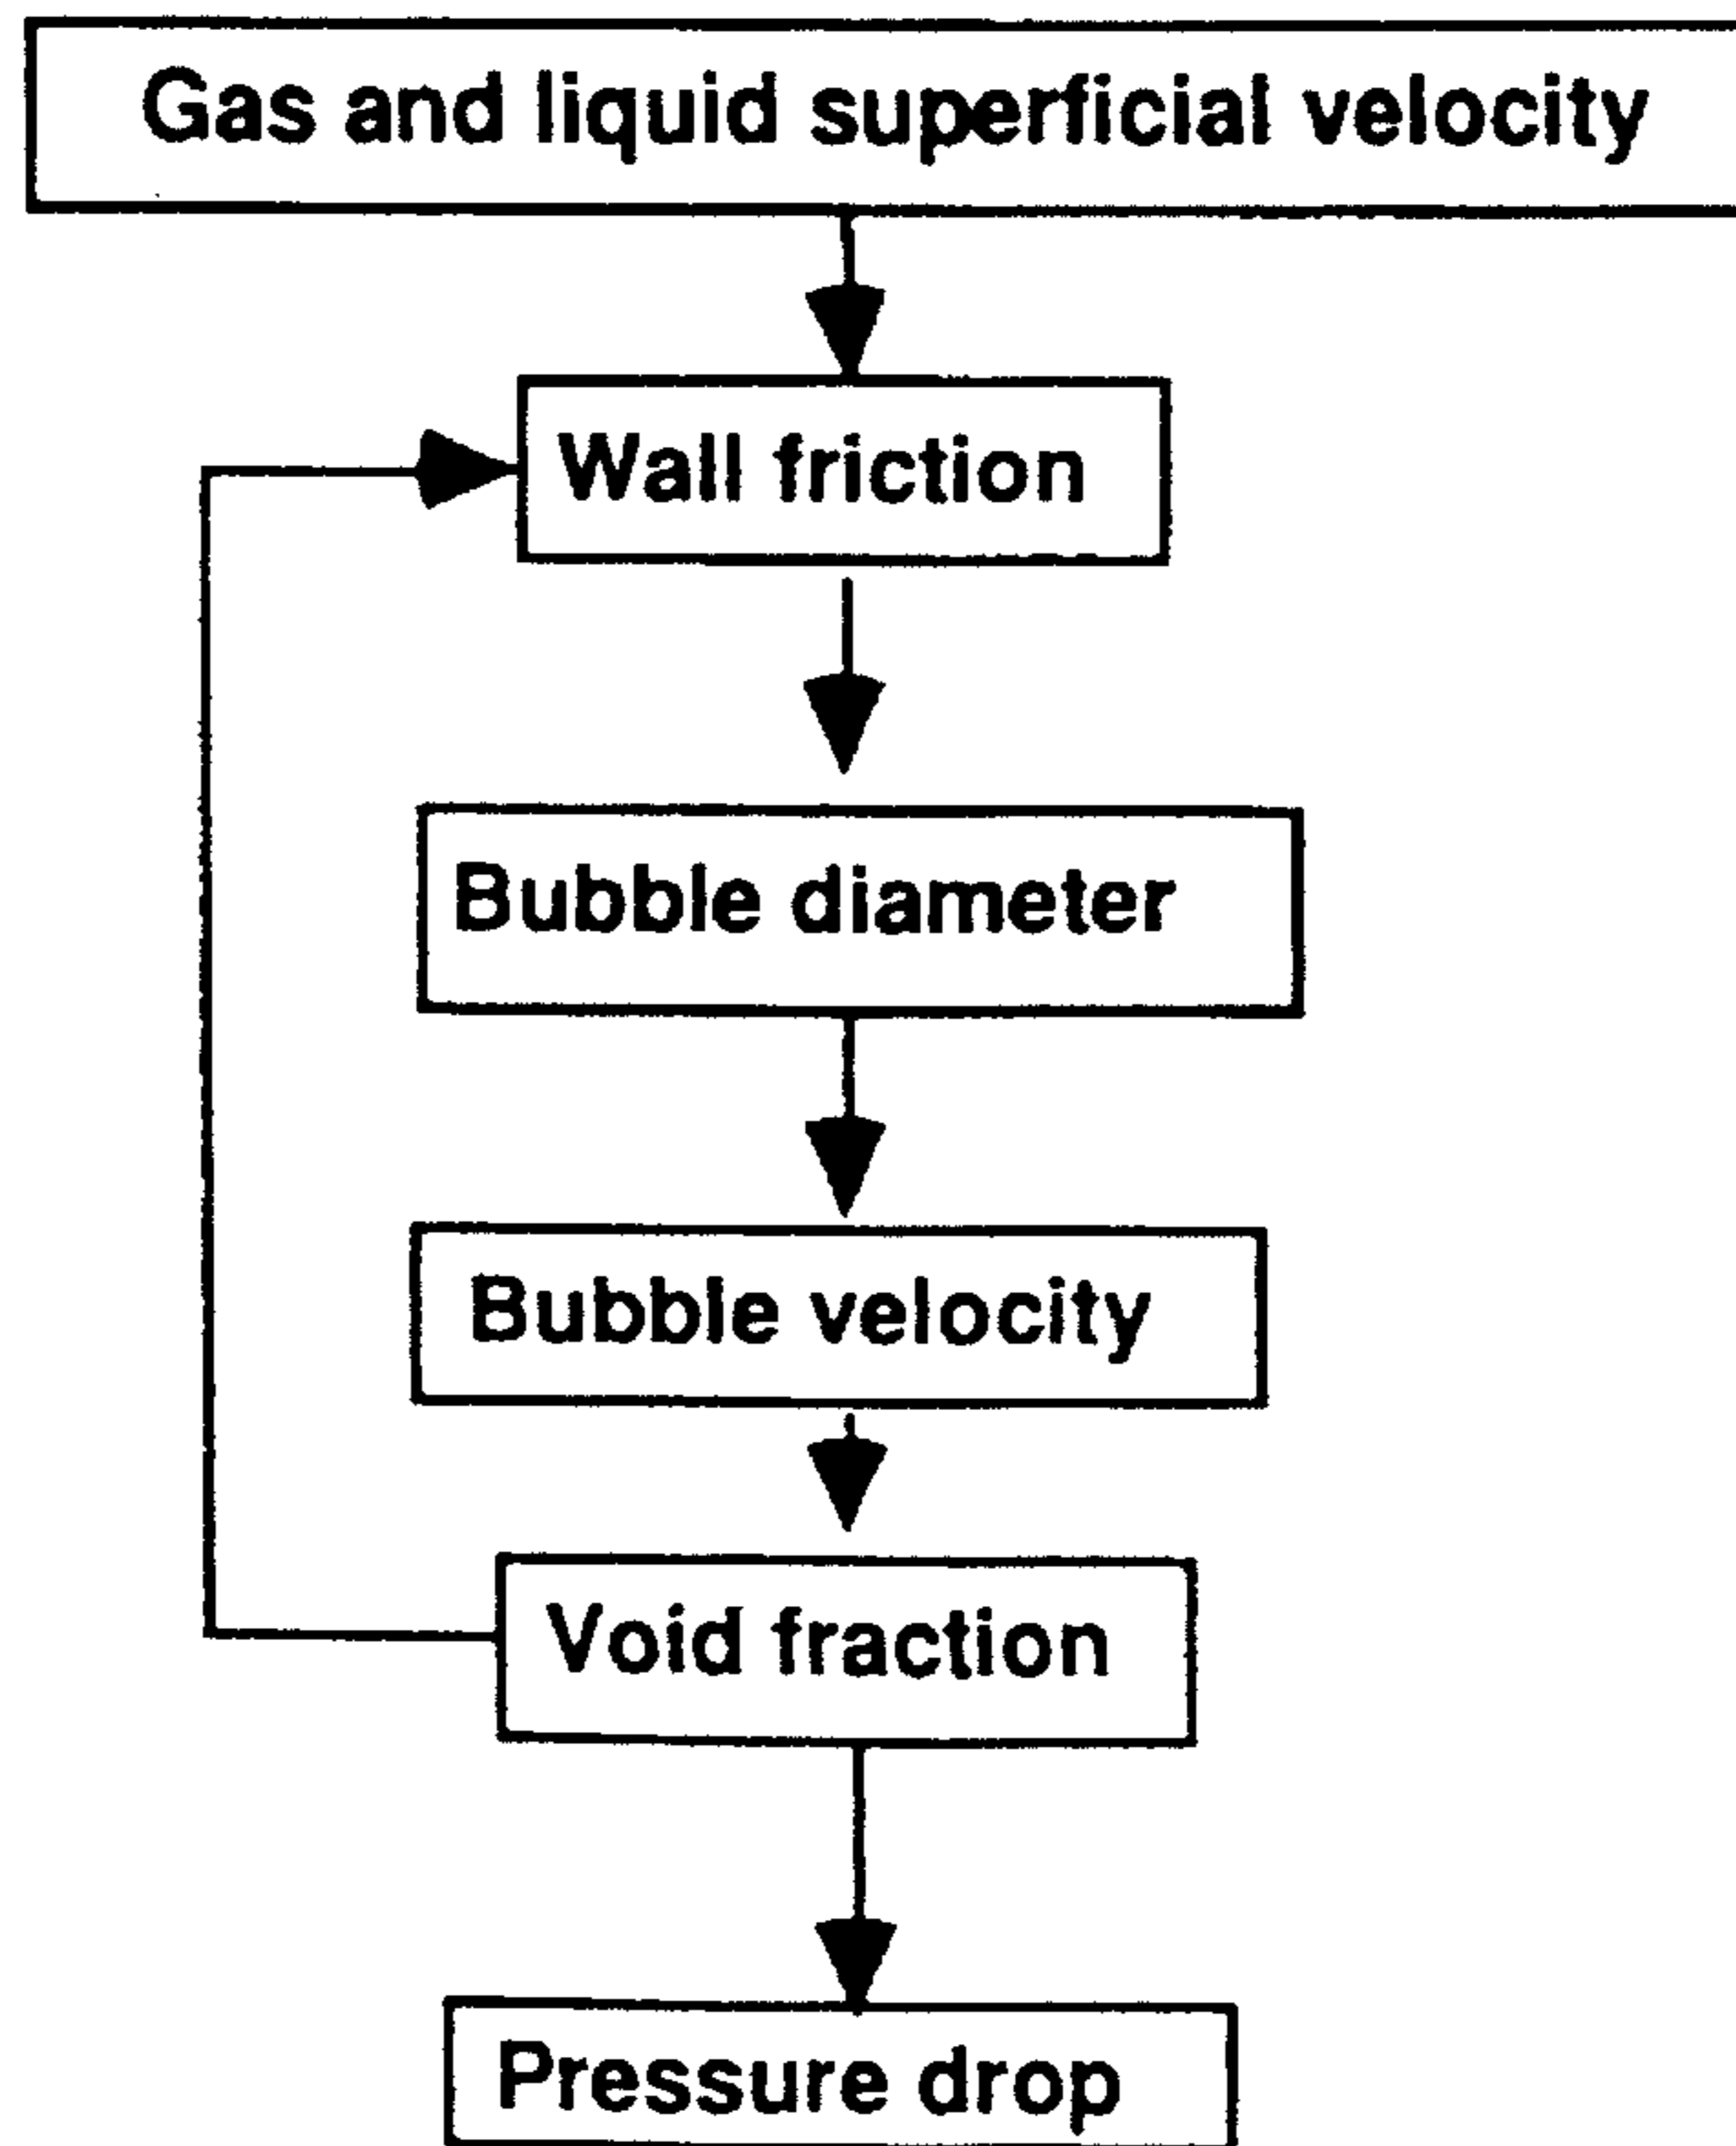 Gas and liquid superficial velocity
Wall friction
Bubble diameter
Bubble velocity
Void fraction
Pressure drop